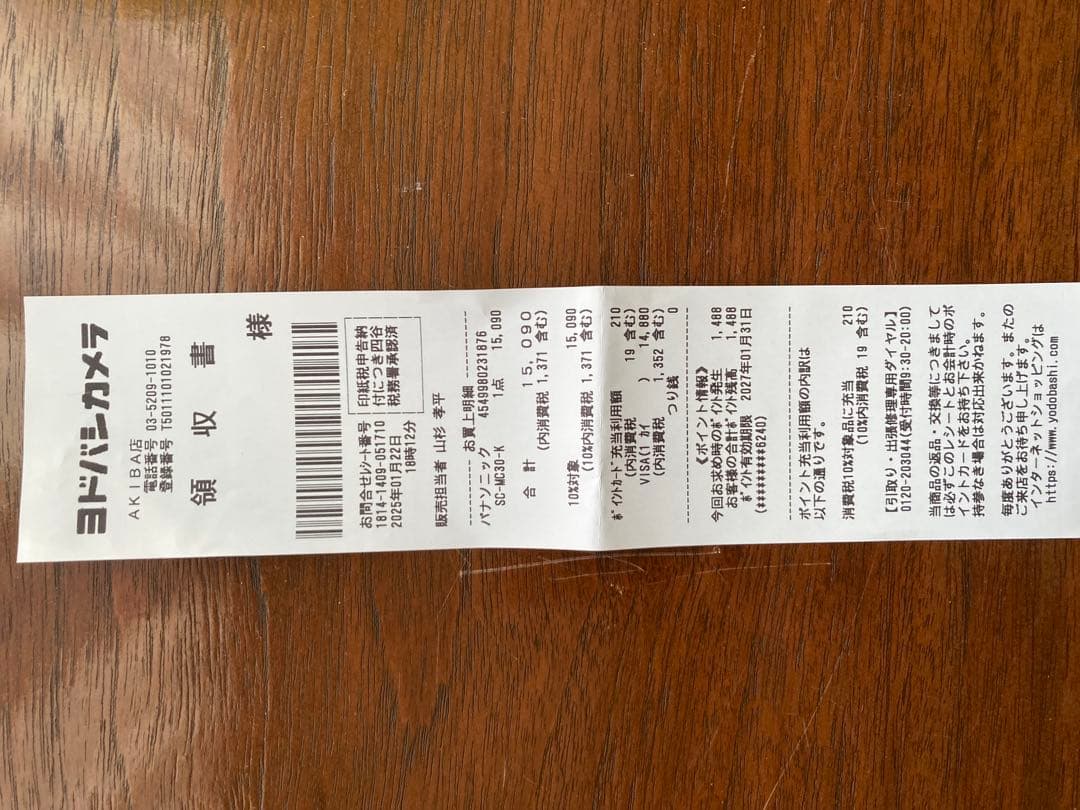 ヨドバシカメラ
AKIBA店
電話番号 03-5209-1010
登録番号 T5011101021978
領 収 書
様
お問合せレシート番号
1814-1409-051710
2025年01月22日
18時12分
印紙税申告納
付につき四谷
税務署承認済
販売担当者 山杉 孝平
お買上明細
パナソニック 4549980231876
SC-MC30-K 1点 15,090
合 計 15,090
(内消費税 1,371 含む)
10%対象 15,090
(10%内消費税 1,371 含む)
ポイントカード充当利用額 210
(内消費税 19 含む)
VISA(1カイ ) 14,880
(内消費税 1,352 含む)
つり銭 0
《ポイント情報》
今回お求め時のポイント発生 1,488
お客様の合計ポイント残高 1,488
ポイント有効期限 2027年01月31日
(************6240)
ポイント充当利用額の内訳は
以下の通りです。
消費税10%対象品に充当 210
(10%内消費税 19 含む)
【引取り・出張修理専用ダイヤル】
0120-203044(受付時間9:30-20:00)
当商品の返品・交換等につきまして
は必ずこのレシートとお会計時のポ
イントカードをお持ち下さい。
持参なき場合は対応出来かねます。
毎度ありがとうございます。またの
ご来店をお待ち申し上げます。
インターネットショッピングは
https://www.yodobashi.com